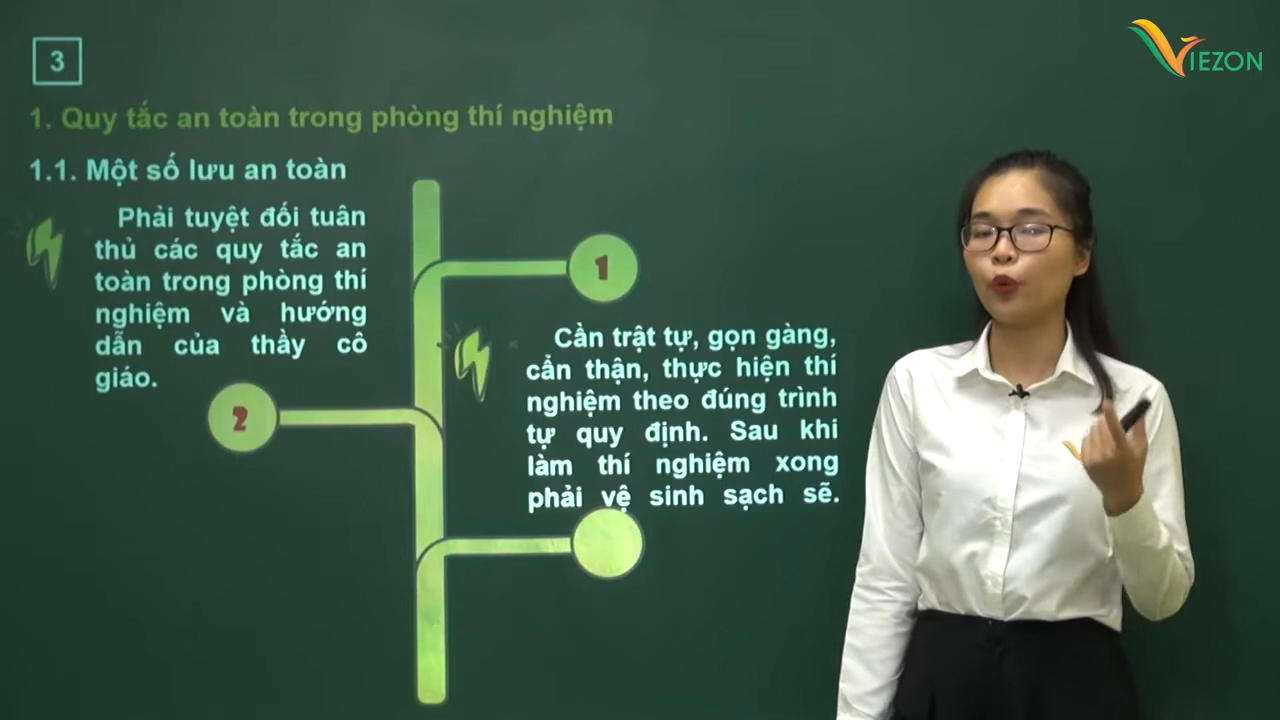 3
VIEZON
1. Quy tắc an toàn trong phòng thí nghiệm
1.1. Một số lưu an toàn
Phải tuyệt đối tuân
thủ các quy tắc an
toàn trong phòng thí
nghiệm và hướng
dẫn của thầy cô
giáo.
1
Cần trật tự, gọn gàng,
cẩn thận, thực hiện thí
nghiệm theo đúng trình
tự quy định. Sau khi
làm thí nghiệm xong
phải vệ sinh sạch sẽ.
2